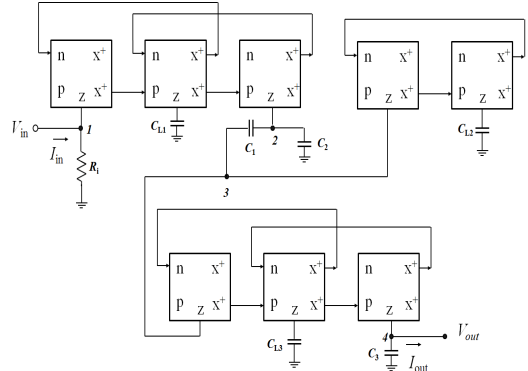 n x+ n x+ n x+ n x+ n x+
p z x+ p z x+ p z x+ p z x+ p z x+
Vin 1 CL1 2 CL2
Iin C1 C2
Ri
3
n x+ n x+ n x+
p z x+ p z x+ p z x+
4 Vout
CL3 C3 Iout